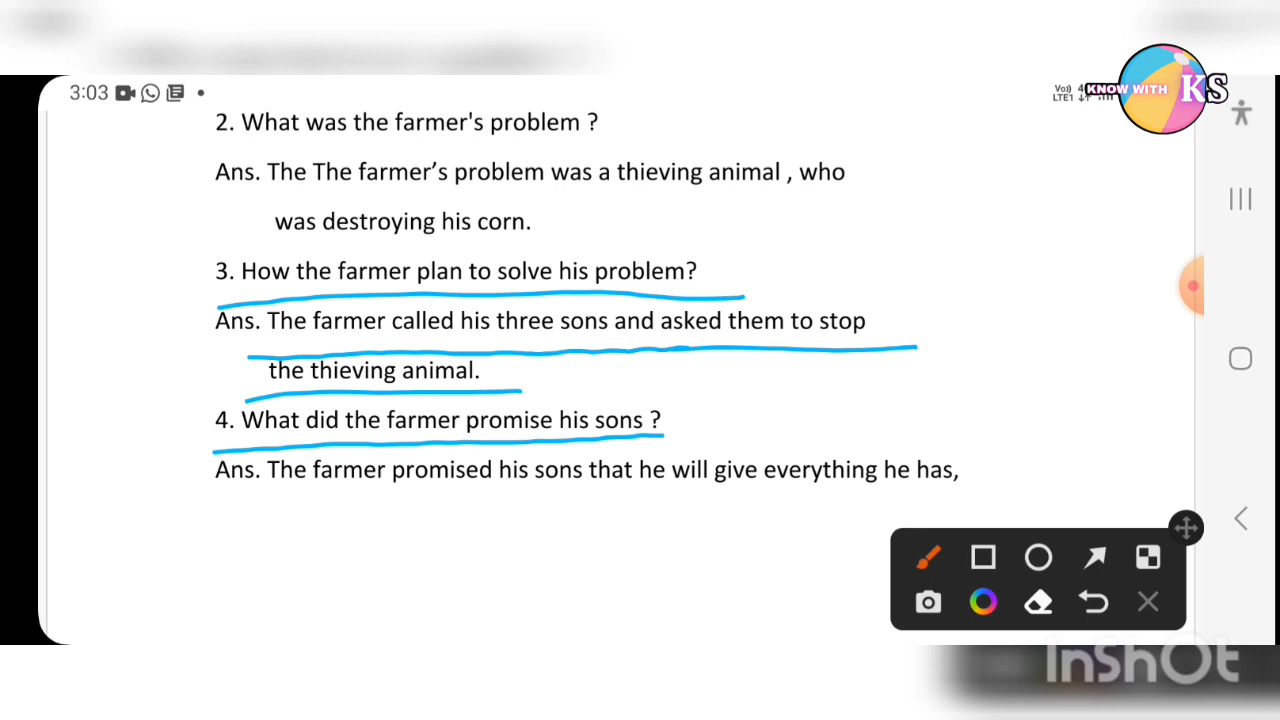 3:03
Vo)) 4
LTE1
KNOW WITH KS
2. What was the farmer's problem ?
Ans. The The farmer’s problem was a thieving animal , who
was destroying his corn.
3. How the farmer plan to solve his problem?
Ans. The farmer called his three sons and asked them to stop
the thieving animal.
4. What did the farmer promise his sons ?
Ans. The farmer promised his sons that he will give everything he has,
InShOt